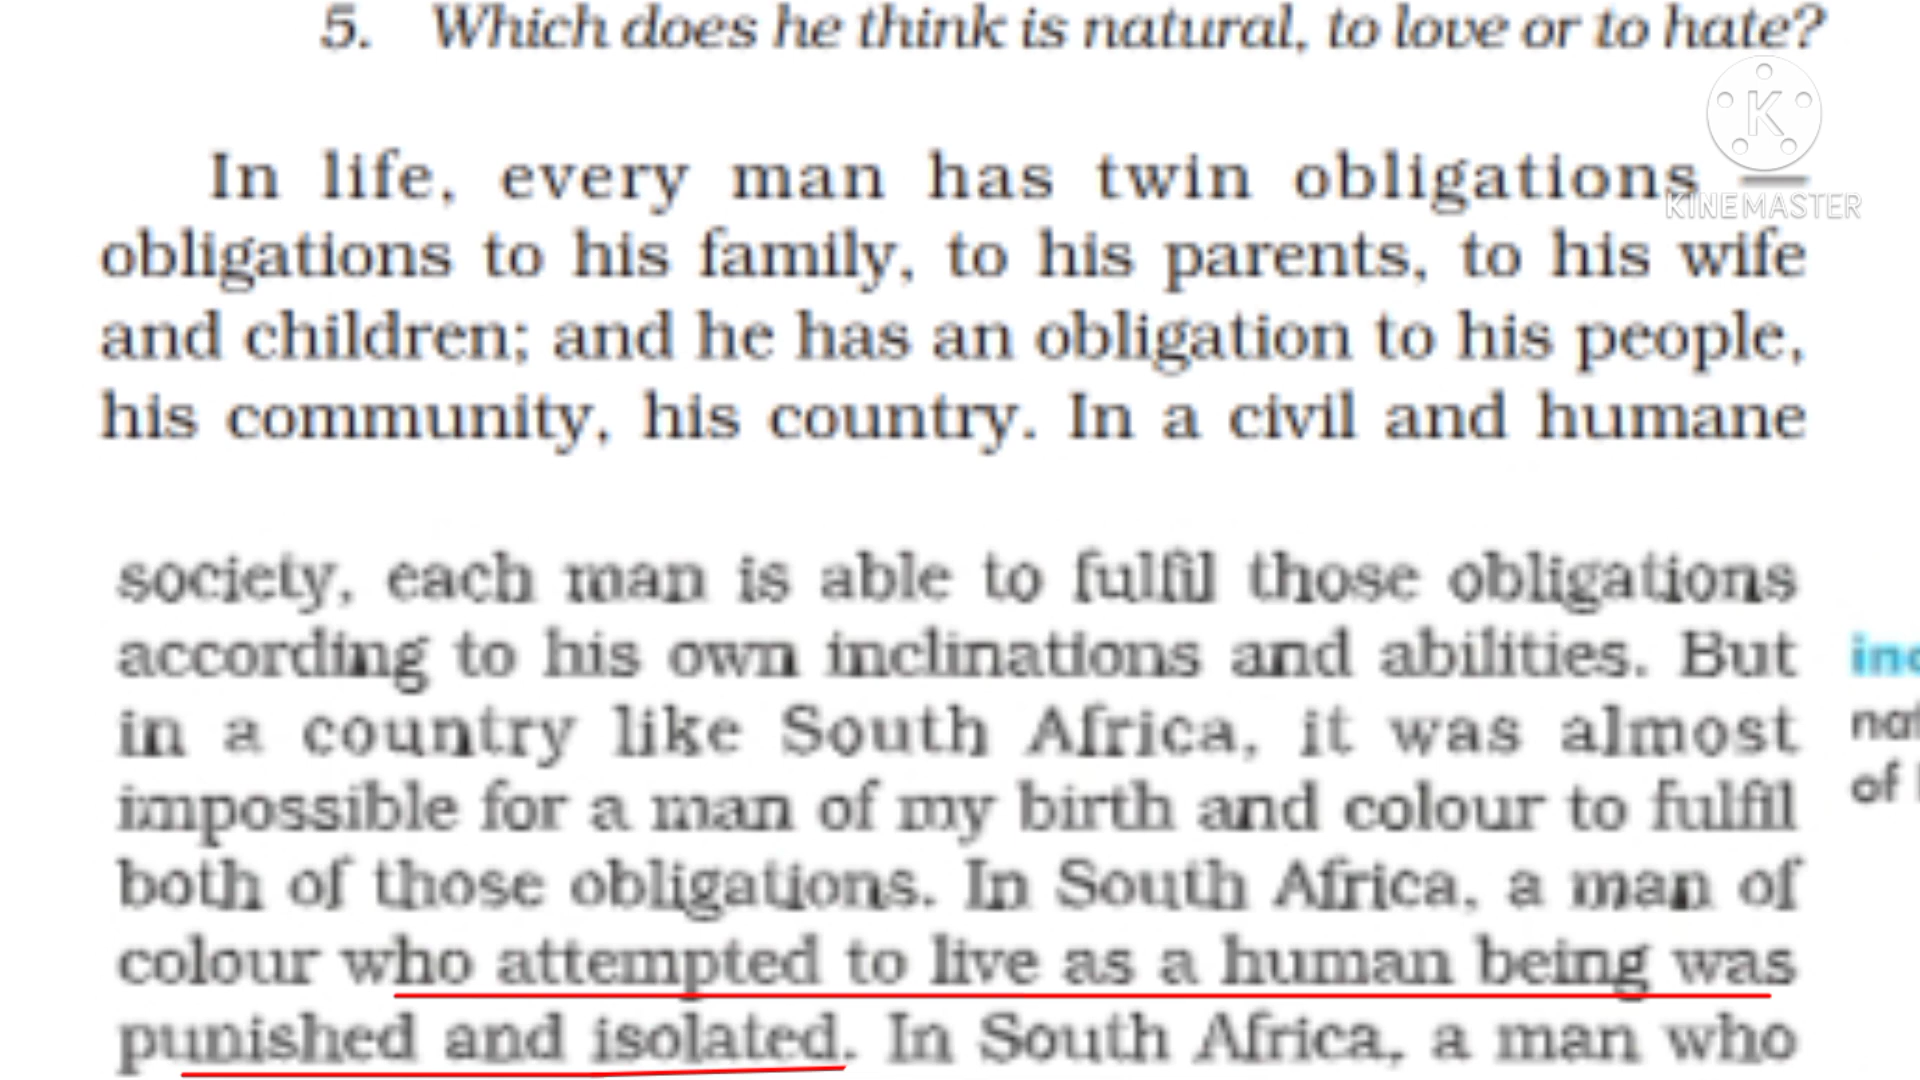 5. Which does he think is natural, to love or to hate?
K
KINEMASTER
In life, every man has twin obligations —
obligations to his family, to his parents, to his wife
and children; and he has an obligation to his people,
his community, his country. In a civil and humane
society, each man is able to fulfil those obligations
according to his own inclinations and abilities. But
in a country like South Africa, it was almost
impossible for a man of my birth and colour to fulfil
both of those obligations. In South Africa, a man of
colour who attempted to live as a human being was
punished and isolated. In South Africa, a man who
inc
nat
of